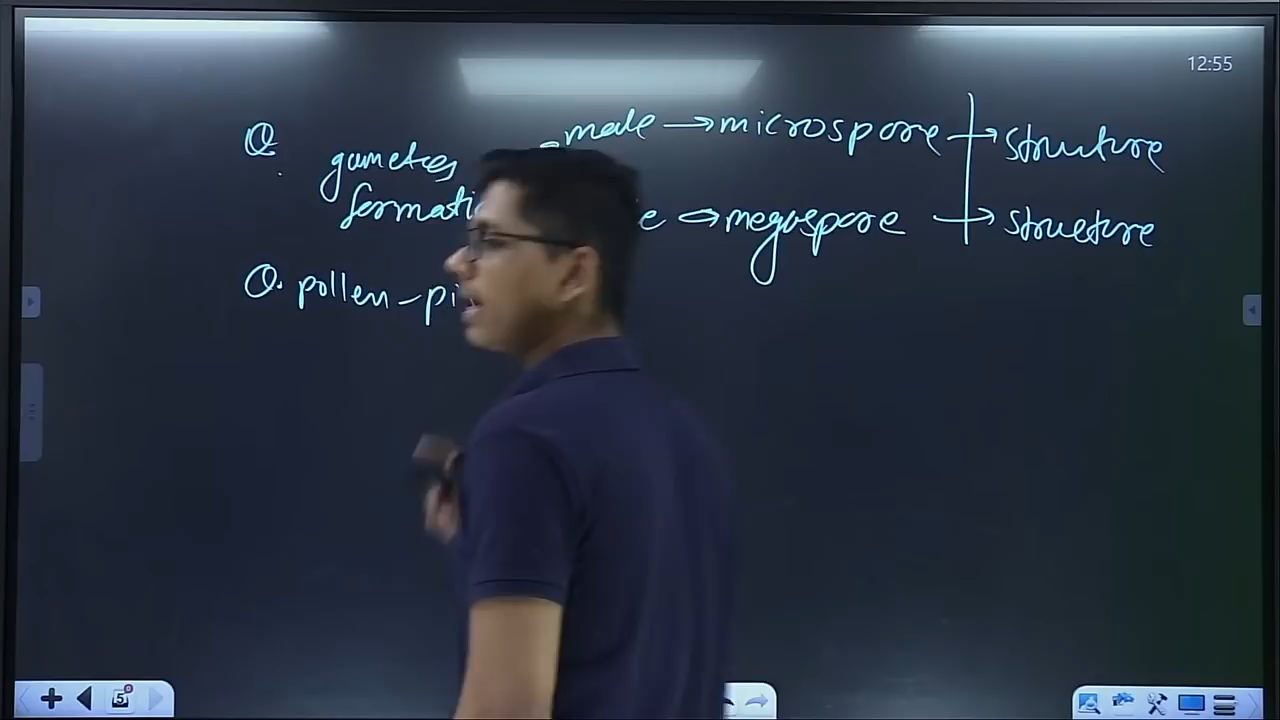 12:55
Q. gametes male → microspore → structure
formati e → megaspore → structure
Q. pollen - pi
5